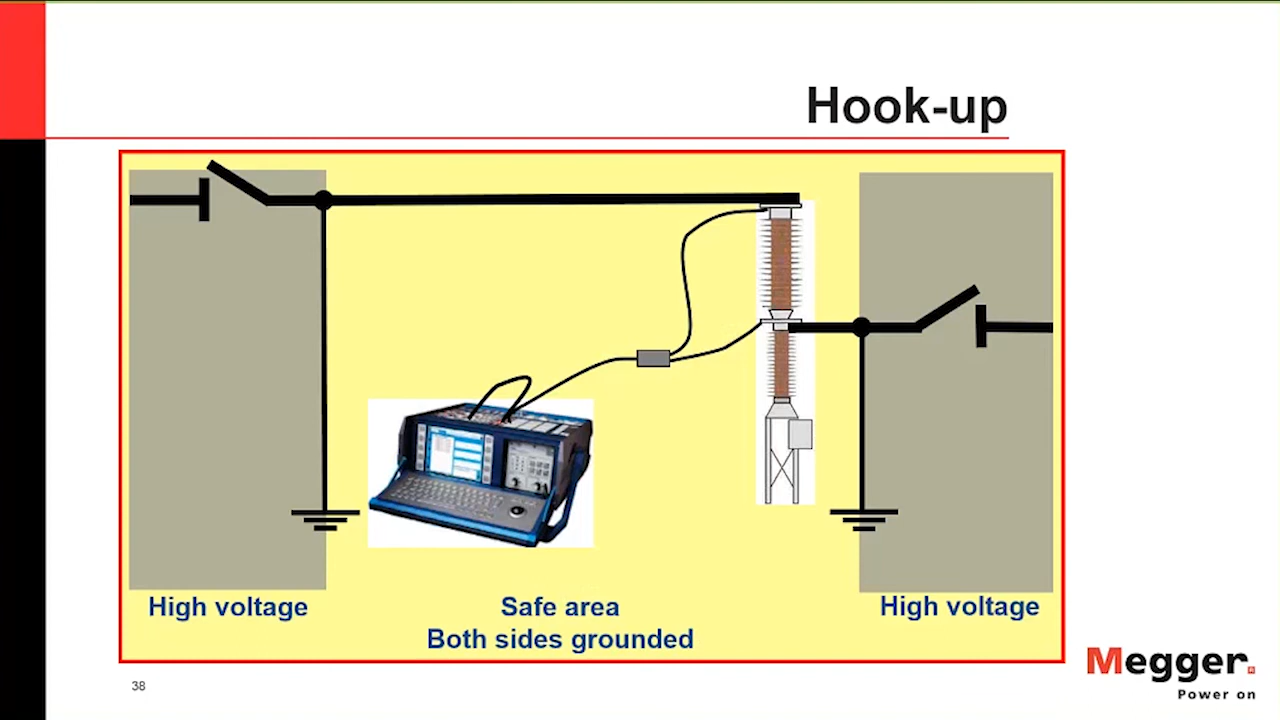 Hook-up
High voltage
Safe area
Both sides grounded
High voltage
38
Megger.
Power on